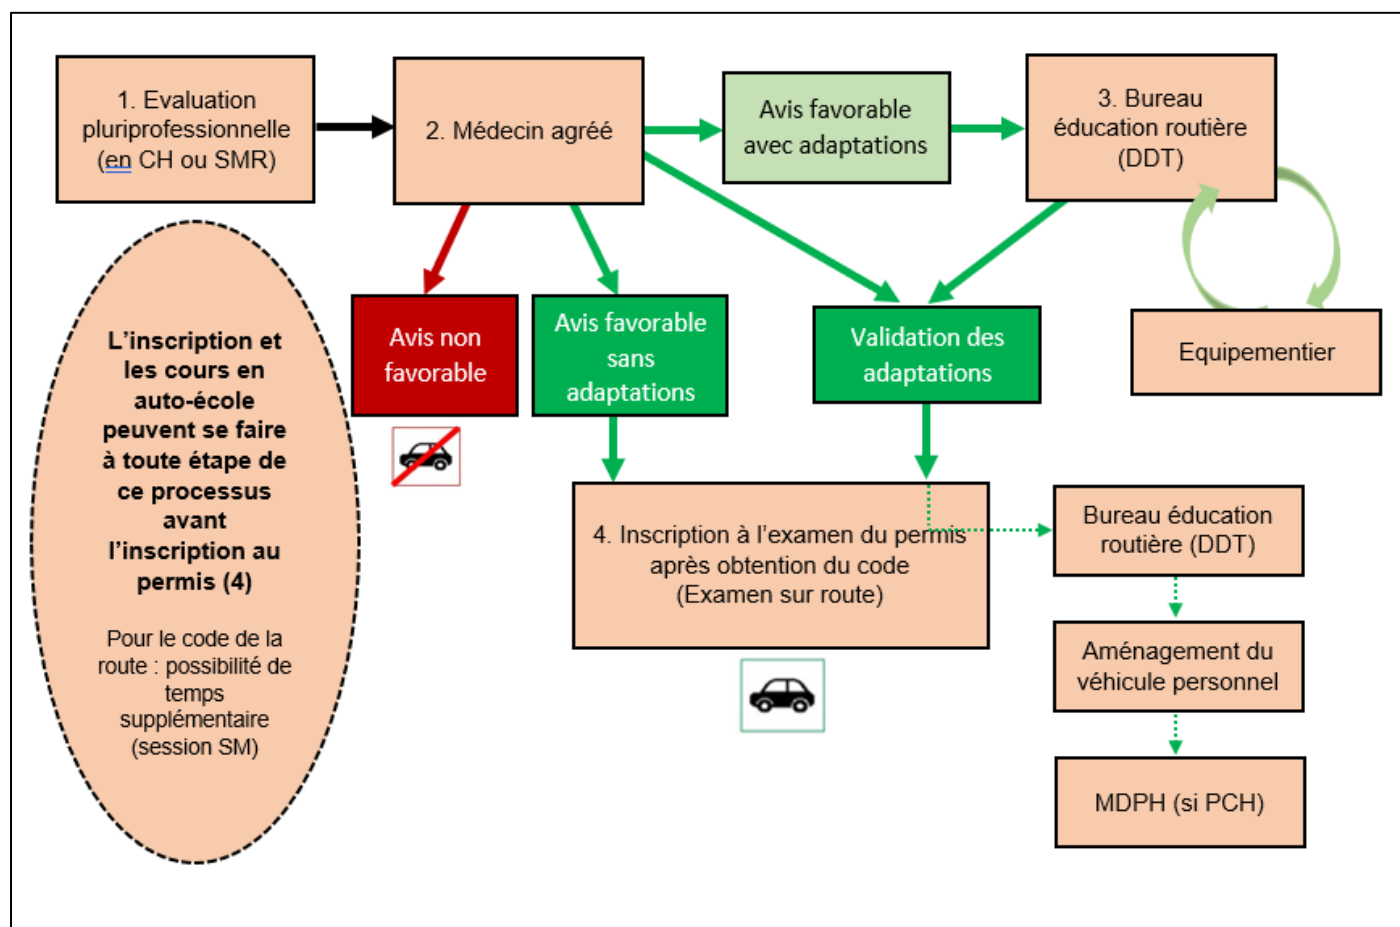 1. Evaluation
pluriprofessionnelle
(en CH ou SMR)
2. Médecin agréé
Avis favorable
avec adaptations
3. Bureau
éducation routière
(DDT)
Avis non
favorable
Avis favorable
sans
adaptations
Validation des
adaptations
Equipementier
L’inscription et
les cours en
auto-école
peuvent se faire
à toute étape de
ce processus
avant
l’inscription au
permis (4)
Pour le code de la
route : possibilité de
temps
supplémentaire
(session SM)
4. Inscription à l’examen du permis
après obtention du code
(Examen sur route)
Bureau éducation
routière (DDT)
Aménagement du
véhicule personnel
MDPH (si PCH)